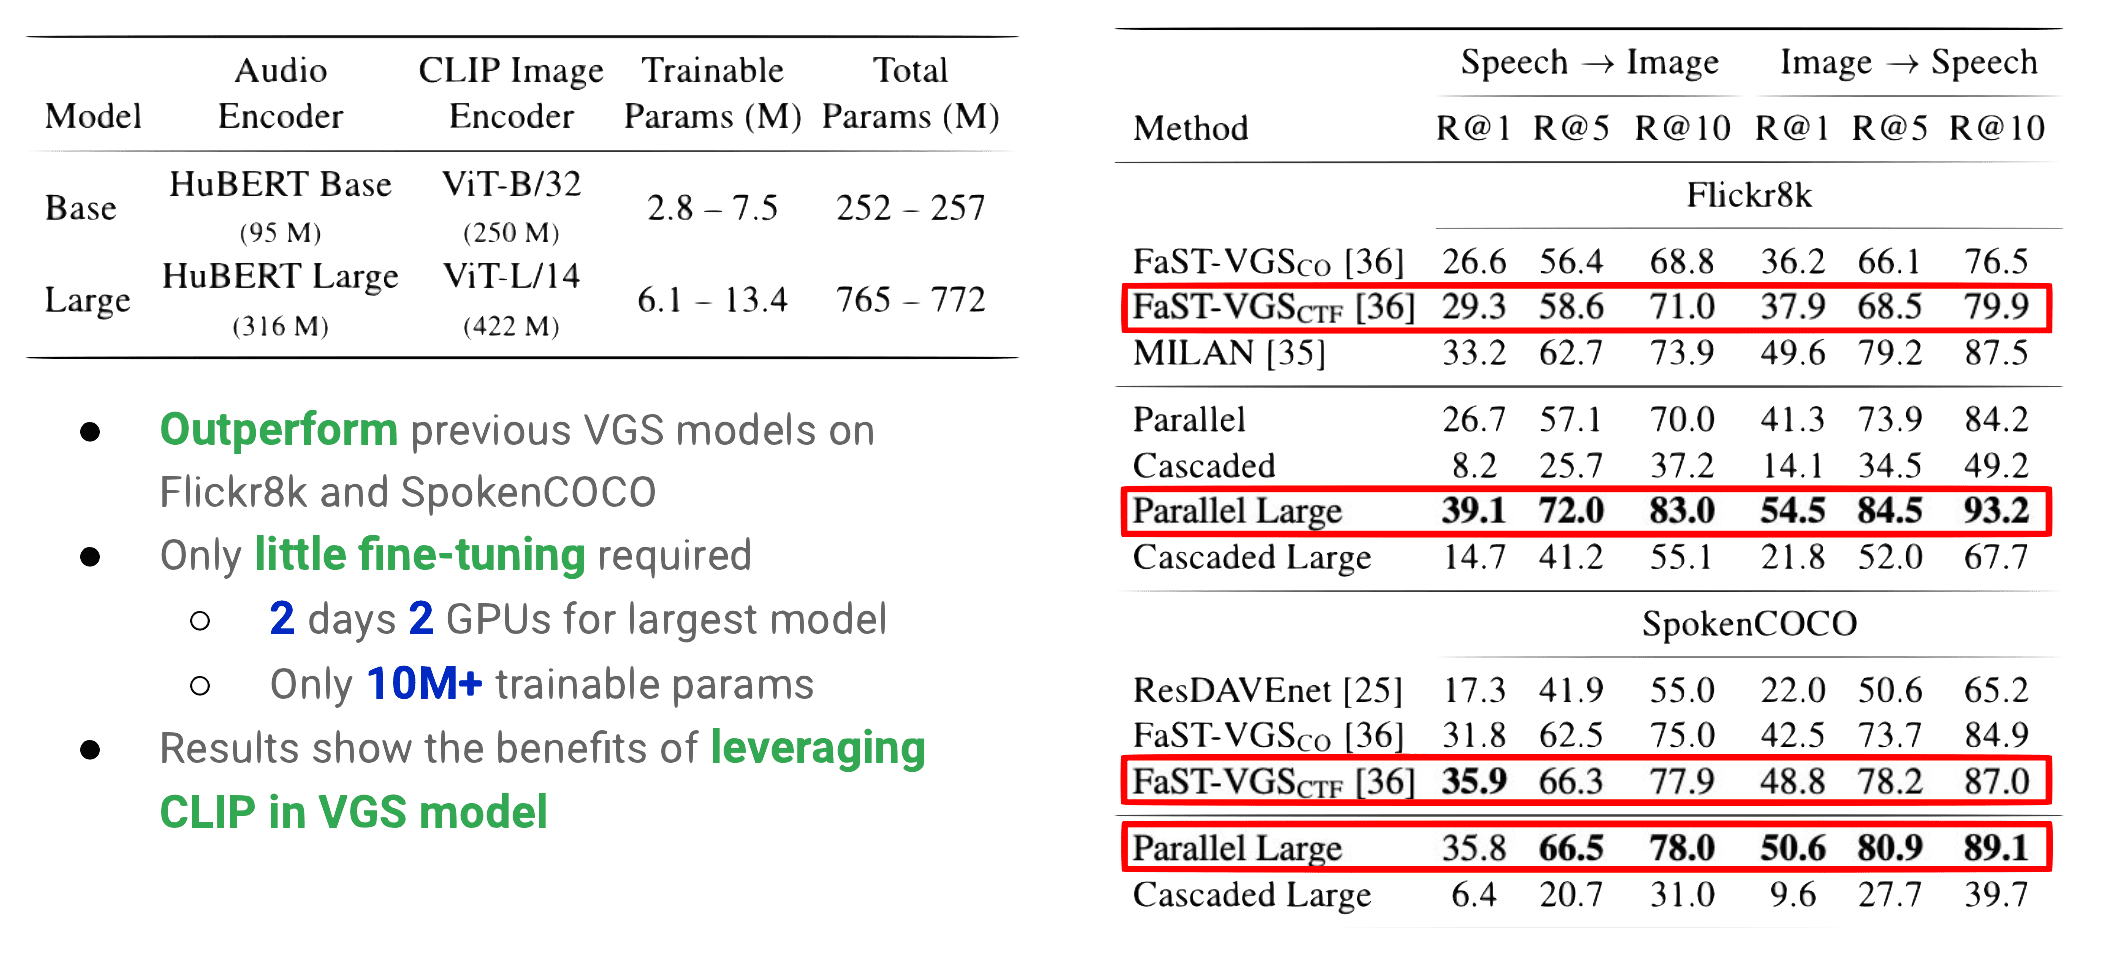 Model Audio Encoder CLIP Image Encoder Trainable Params (M) Total Params (M)
Base HuBERT Base (95 M) ViT-B/32 (250 M) 2.8 – 7.5 252 – 257
Large HuBERT Large (316 M) ViT-L/14 (422 M) 6.1 – 13.4 765 – 772
● Outperform previous VGS models on
Flickr8k and SpokenCOCO
● Only little fine-tuning required
○ 2 days 2 GPUs for largest model
○ Only 10M+ trainable params
● Results show the benefits of leveraging
CLIP in VGS model
Speech → Image Image → Speech
Method R@1 R@5 R@10 R@1 R@5 R@10
Flickr8k
FaST-VGSCO [36] 26.6 56.4 68.8 36.2 66.1 76.5
FaST-VGSCTF [36] 29.3 58.6 71.0 37.9 68.5 79.9
MILAN [35] 33.2 62.7 73.9 49.6 79.2 87.5
Parallel 26.7 57.1 70.0 41.3 73.9 84.2
Cascaded 8.2 25.7 37.2 14.1 34.5 49.2
Parallel Large 39.1 72.0 83.0 54.5 84.5 93.2
Cascaded Large 14.7 41.2 55.1 21.8 52.0 67.7
SpokenCOCO
ResDAVEnet [25] 17.3 41.9 55.0 22.0 50.6 65.2
FaST-VGSCO [36] 31.8 62.5 75.0 42.5 73.7 84.9
FaST-VGSCTF [36] 35.9 66.3 77.9 48.8 78.2 87.0
Parallel Large 35.8 66.5 78.0 50.6 80.9 89.1
Cascaded Large 6.4 20.7 31.0 9.6 27.7 39.7